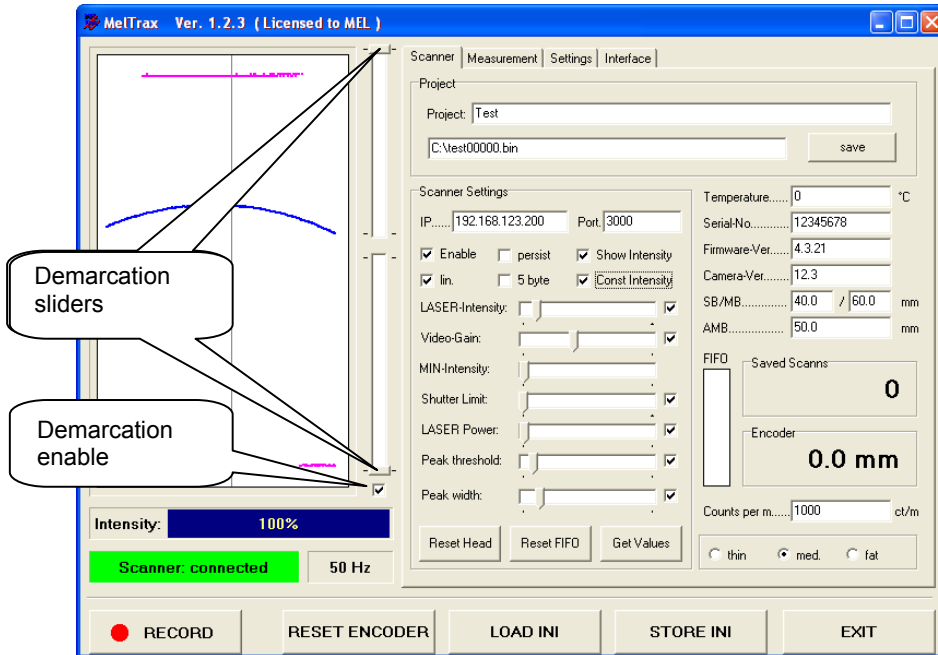 MelTrax Ver. 1.2.3 ( Licensed to MEL )
Scanner Measurement Settings Interface
Project
Project: Test
C:\test00000.bin save
Scanner Settings
IP..... 192.168.123.200 Port. 3000
Enable persist Show Intensity
lin. 5 byte Const Intensity
LASER-Intensity:
Video-Gain:
MIN-Intensity:
Shutter Limit:
LASER Power:
Peak threshold:
Peak width:
Reset Head Reset FIFO Get Values
Temperature...... 0 °C
Serial-No........... 12345678
Firmware-Ver...... 4.3.21
Camera-Ver....... 12.3
SB/MB............. 40.0 / 60.0 mm
AMB................ 50.0 mm
FIFO
Saved Scanns
0
Encoder
0.0 mm
Counts per m..... 1000 ct/m
thin med. fat
Demarcation
sliders
Demarcation
enable
Intensity: 100%
Scanner: connected 50 Hz
RECORD RESET ENCODER LOAD INI STORE INI EXIT